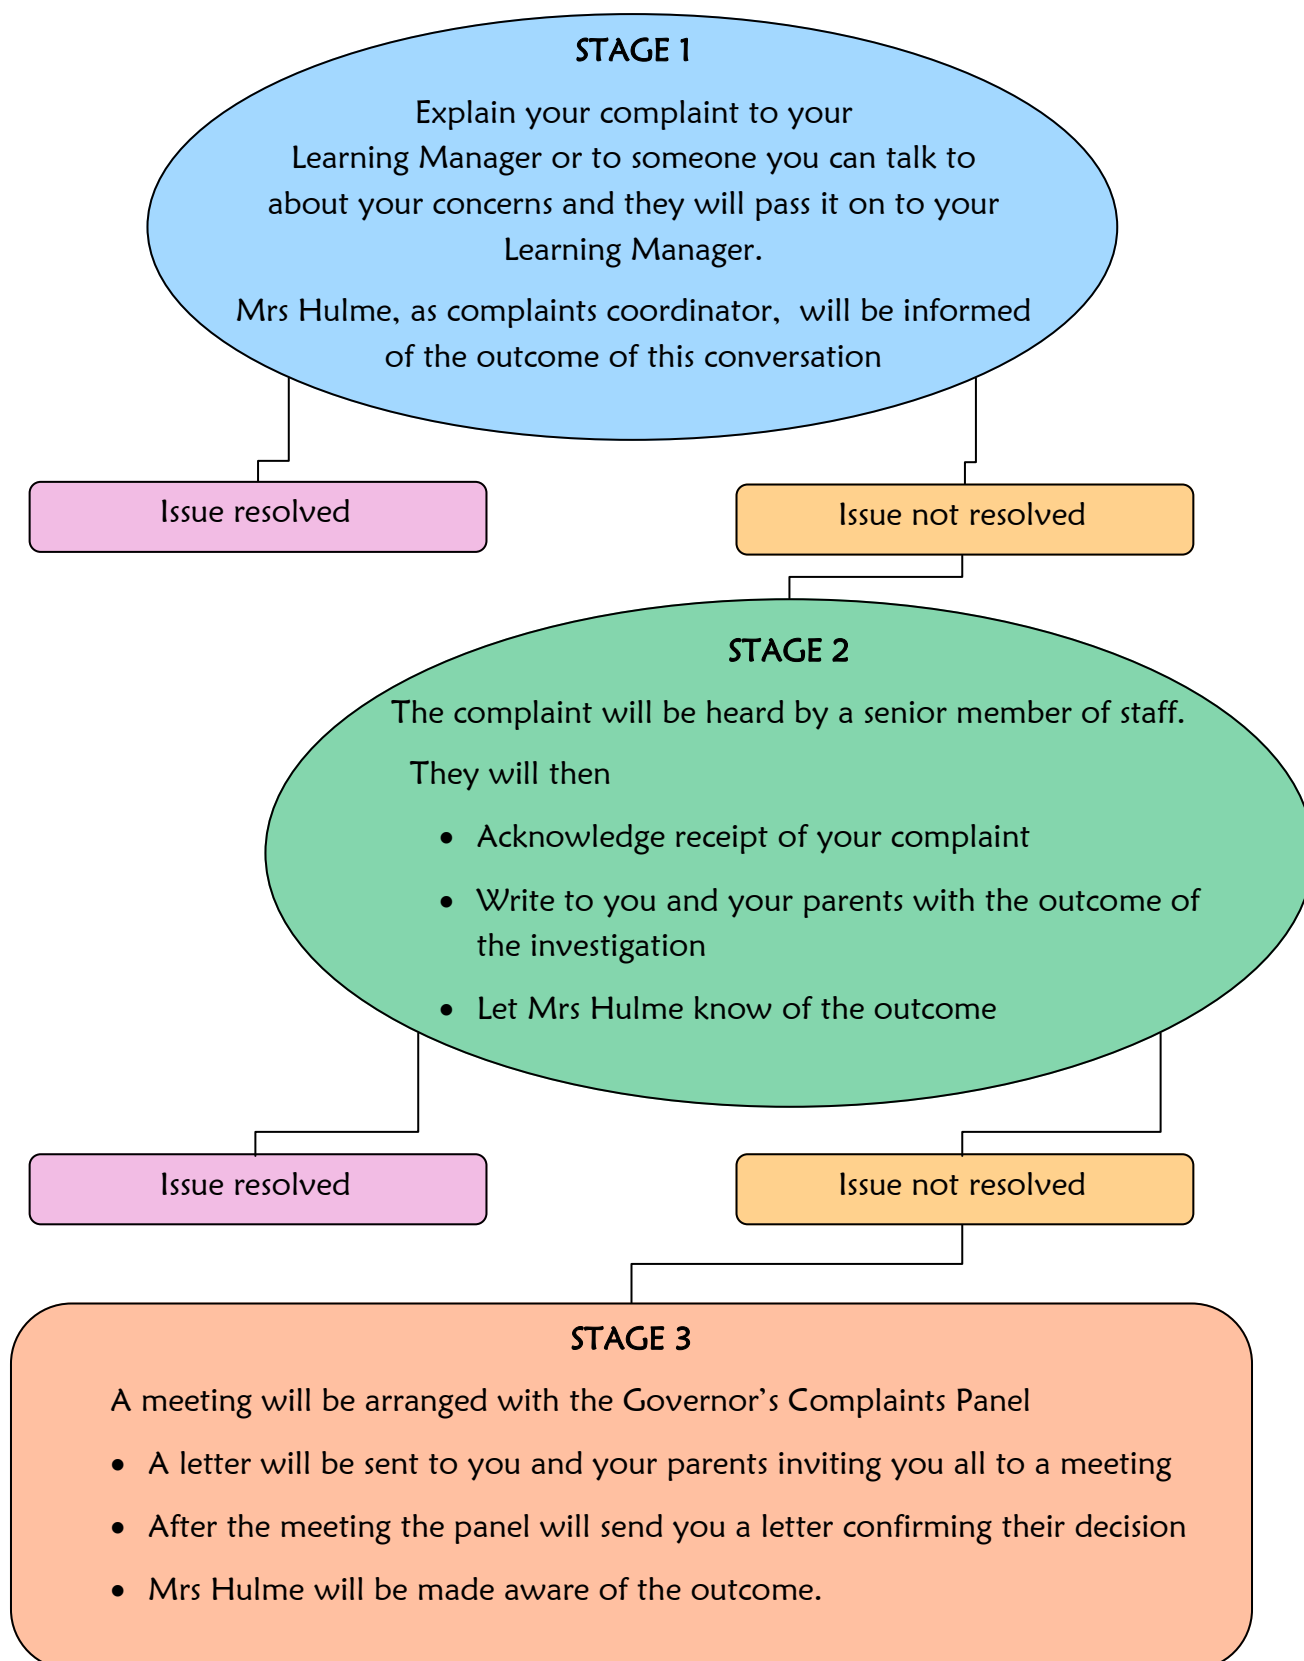 STAGE 1
Explain your complaint to your
Learning Manager or to someone you can talk to
about your concerns and they will pass it on to your
Learning Manager.
Mrs Hulme, as complaints coordinator,  will be informed
of the outcome of this conversation
Issue resolved
Issue not resolved
STAGE 2
The complaint will be heard by a senior member of staff.
They will then
• Acknowledge receipt of your complaint
• Write to you and your parents with the outcome of
the investigation
• Let Mrs Hulme know of the outcome
Issue resolved
Issue not resolved
STAGE 3
A meeting will be arranged with the Governor’s Complaints Panel
• A letter will be sent to you and your parents inviting you all to a meeting
• After the meeting the panel will send you a letter confirming their decision
• Mrs Hulme will be made aware of the outcome.